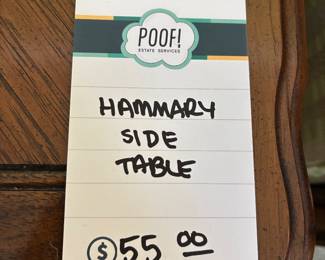 POOF!
ESTATE SERVICES
HAMMARY
SIDE
TABLE
$55 00